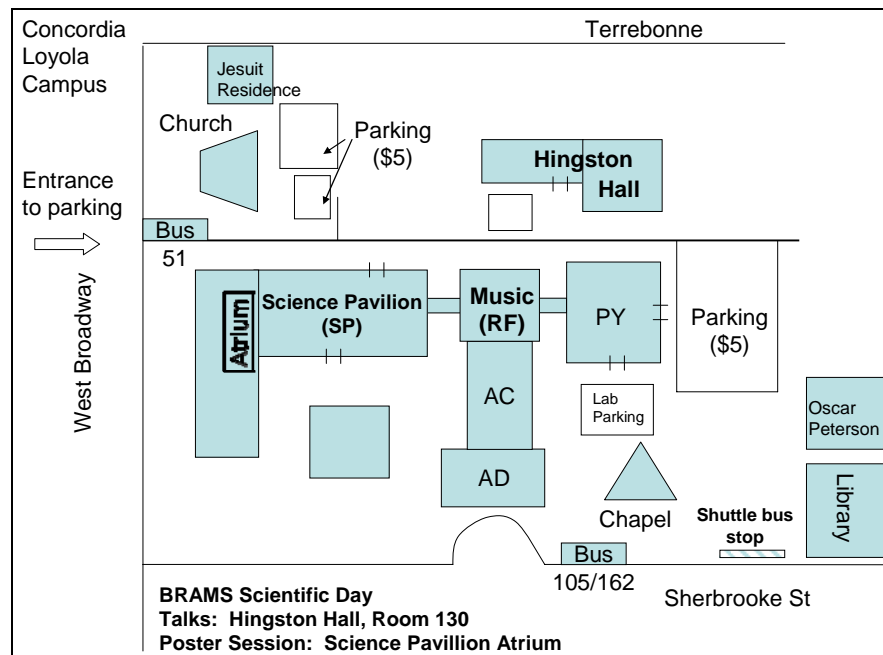 Concordia
Loyola
Campus
Terrebonne
Jesuit
Residence
Church
Parking
($5)
Hingston
Hall
Entrance
to parking
Bus
51
West Broadway
Atrium
Science Pavilion
(SP)
Music
(RF)
PY
Parking
($5)
AC
Lab
Parking
Oscar
Peterson
AD
Chapel
Library
Shuttle bus
stop
Bus
105/162
Sherbrooke St
BRAMS Scientific Day
Talks: Hingston Hall, Room 130
Poster Session: Science Pavillion Atrium